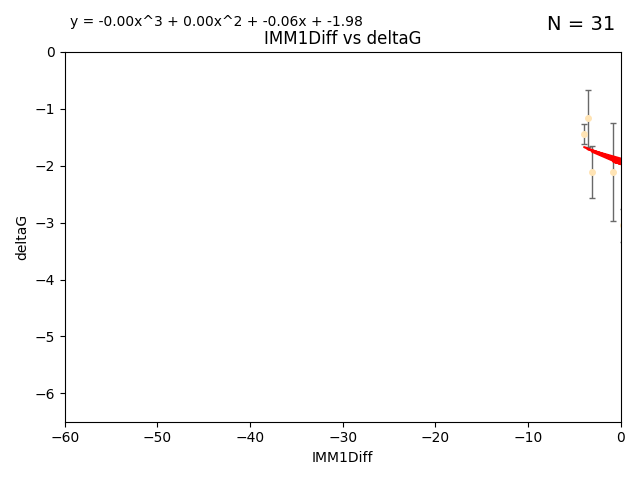 y = -0.00x^3 + 0.00x^2 + -0.06x + -1.98
N = 31
IMM1Diff vs deltaG
0
−1
−2
−3
−4
−5
−6
deltaG
−60 −50 −40 −30 −20 −10 0
IMM1Diff